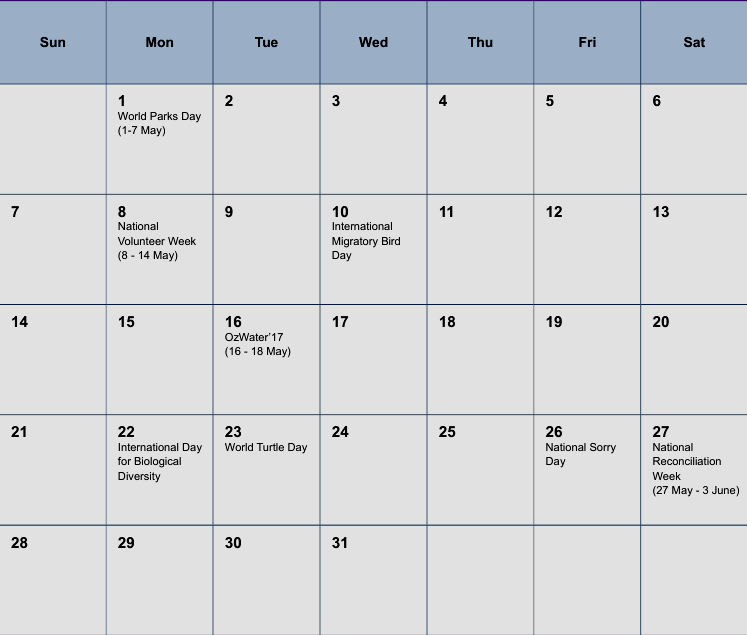 Sun Mon Tue Wed Thu Fri Sat
1 2 3 4 5 6
World Parks Day
(1-7 May)
7 8 9 10 11 12 13
National
Volunteer Week
(8 - 14 May)
International
Migratory Bird
Day
14 15 16 17 18 19 20
OzWater'17
(16 - 18 May)
21 22 23 24 25 26 27
International Day
for Biological
Diversity
World Turtle Day
National Sorry
Day
National
Reconciliation
Week
(27 May - 3 June)
28 29 30 31